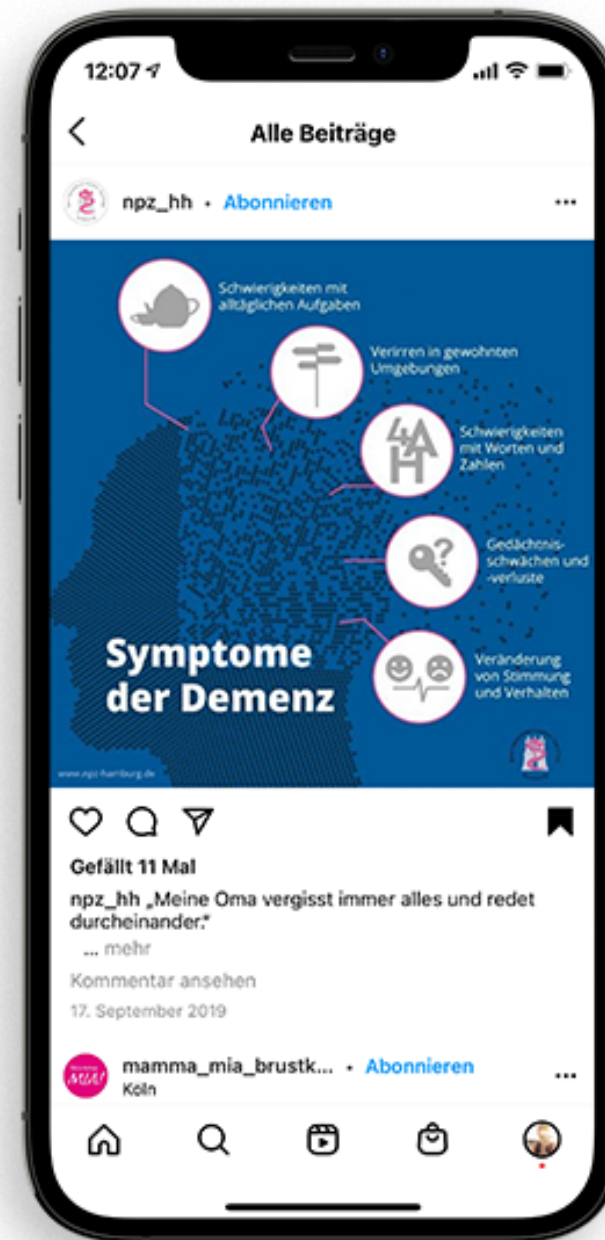 12:07
Alle Beiträge
npz_hh • Abonnieren
Schwierigkeiten mit
alltäglichen Aufgaben
Verirren in gewohnten
Umgebungen
4AH
Schwierigkeiten
mit Worten und
Zahlen
?
Gedächtnis-
schwächen und
-verluste
Symptome
der Demenz
Veränderung
von Stimmung
und Verhalten
www.npz-hamburg.de
Gefällt 11 Mal
npz_hh „Meine Oma vergisst immer alles und redet
durcheinander.“
... mehr
Kommentar ansehen
17. September 2019
MIA!
mamma_mia_brustk... • Abonnieren
Köln